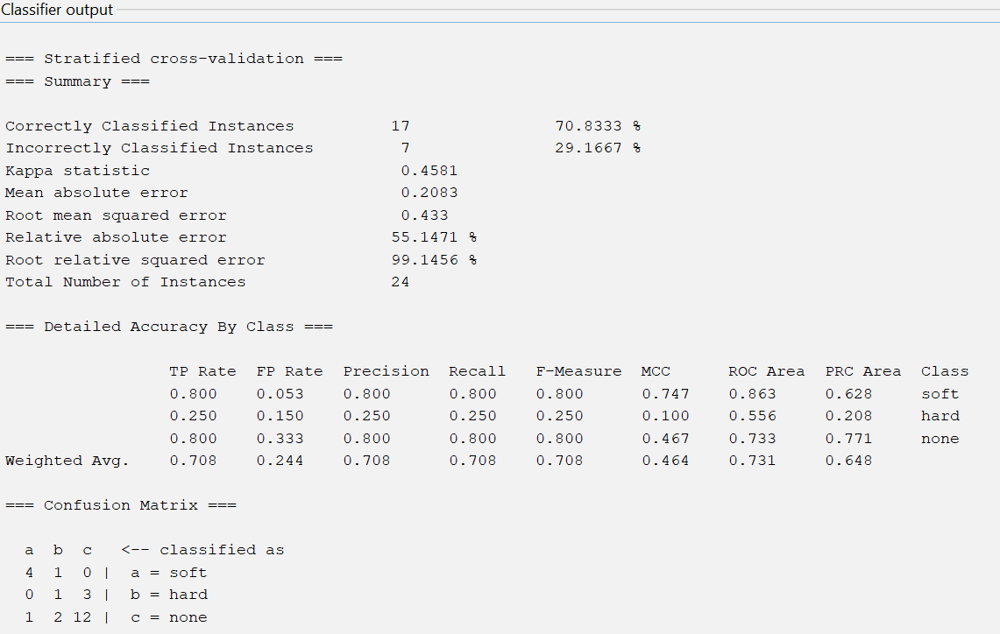 Classifier output
=== Stratified cross-validation ===
=== Summary ===
Correctly Classified Instances 17 70.8333 %
Incorrectly Classified Instances 7 29.1667 %
Kappa statistic 0.4581
Mean absolute error 0.2083
Root mean squared error 0.433
Relative absolute error 55.1471 %
Root relative squared error 99.1456 %
Total Number of Instances 24
=== Detailed Accuracy By Class ===
TP Rate FP Rate Precision Recall F-Measure MCC ROC Area PRC Area Class
0.800 0.053 0.800 0.800 0.800 0.747 0.863 0.628 soft
0.250 0.150 0.250 0.250 0.250 0.100 0.556 0.208 hard
0.800 0.333 0.800 0.800 0.800 0.467 0.733 0.771 none
Weighted Avg. 0.708 0.244 0.708 0.708 0.708 0.464 0.731 0.648
=== Confusion Matrix ===
a b c <-- classified as
4 1 0 | a = soft
0 1 3 | b = hard
1 2 12 | c = none